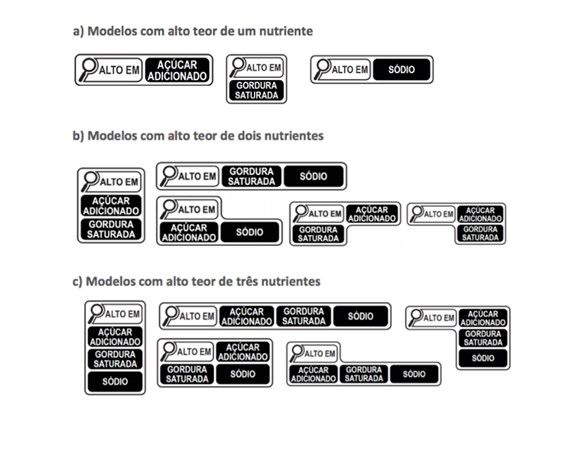 a) Modelos com alto teor de um nutriente
ALTO EM
AÇÚCAR
ADICIONADO
ALTO EM
GORDURA
SATURADA
ALTO EM
SÓDIO
b) Modelos com alto teor de dois nutrientes
ALTO EM
AÇÚCAR
ADICIONADO
GORDURA
SATURADA
ALTO EM
GORDURA
SATURADA
SÓDIO
ALTO EM
AÇÚCAR
ADICIONADO
SÓDIO
ALTO EM
AÇÚCAR
ADICIONADO
GORDURA
SATURADA
ALTO EM
AÇÚCAR
ADICIONADO
GORDURA
SATURADA
c) Modelos com alto teor de três nutrientes
ALTO EM
AÇÚCAR
ADICIONADO
GORDURA
SATURADA
SÓDIO
ALTO EM
AÇÚCAR
ADICIONADO
GORDURA
SATURADA
SÓDIO
ALTO EM
AÇÚCAR
ADICIONADO
GORDURA
SATURADA
SÓDIO
ALTO EM
AÇÚCAR
ADICIONADO
GORDURA
SATURADA
SÓDIO
ALTO EM
AÇÚCAR
ADICIONADO
GORDURA
SATURADA
SÓDIO